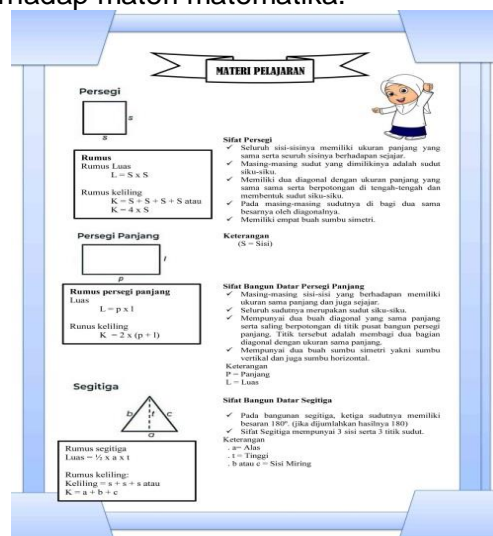 rhadap materi matematika.
MATERI PELAJARAN
Persegi
s
s
Rumus
Rumus Luas
L = S x S
Rumus keliling
K = S + S + S + S atau
K = 4 x S
Sifat Persegi
✓ Seluruh sisi-sisinya memiliki ukuran panjang yang
sama serta seuruh sisinya berhadapan sejajar.
✓ Masing-masing sudut yang dimilikinya adalah sudut
siku-siku.
✓ Memiliki dua diagonal dengan ukuran panjang yang
sama sama serta berpotongan di tengah-tengah dan
membentuk sudut siku-siku.
✓ Pada masing-masing sudutnya di bagi dua sama
besarnya oleh diagonalnya.
✓ Memiliki empat buah sumbu simetri.
Keterangan
(S = Sisi)
Persegi Panjang
l
p
Rumus persegi panjang
Luas
L = p x l
Runus keliling
K = 2 x (p + l)
Sifat Bangun Datar Persegi Panjang
✓ Masing-masing sisi-sisi yang berhadapan memiliki
ukuran sama panjang dan juga sejajar.
✓ Seluruh sudutnya merupakan sudut siku-siku.
✓ Mempunyai dua buah diagonal yang sama panjang
serta saling berpotongan di titik pusat bangun persegi
panjang. Titik tersebut adalah membagi dua bagian
diagonal dengan ukuran sama panjang.
✓ Mempunyai dua buah sumbu simetri yakni sumbu
vertikal dan juga sumbu horizontal.
Keterangan
P = Panjang
L = Luas
Segitiga
b t c
a
Rumus segitiga
Luas = ½ x a x t
Rumus keliling:
Keliling = s + s + s atau
K = a + b + c
Sifat Bangun Datar Segitiga
✓ Pada bangunan segitiga, ketiga sudutnya memiliki
besaran 180º. (jika dijumlahkan hasilnya 180)
✓ Sifat Segitiga mempunyai 3 sisi serta 3 titik sudut.
Keterangan
. a= Alas
. t = Tinggi
. b atau c = Sisi Miring